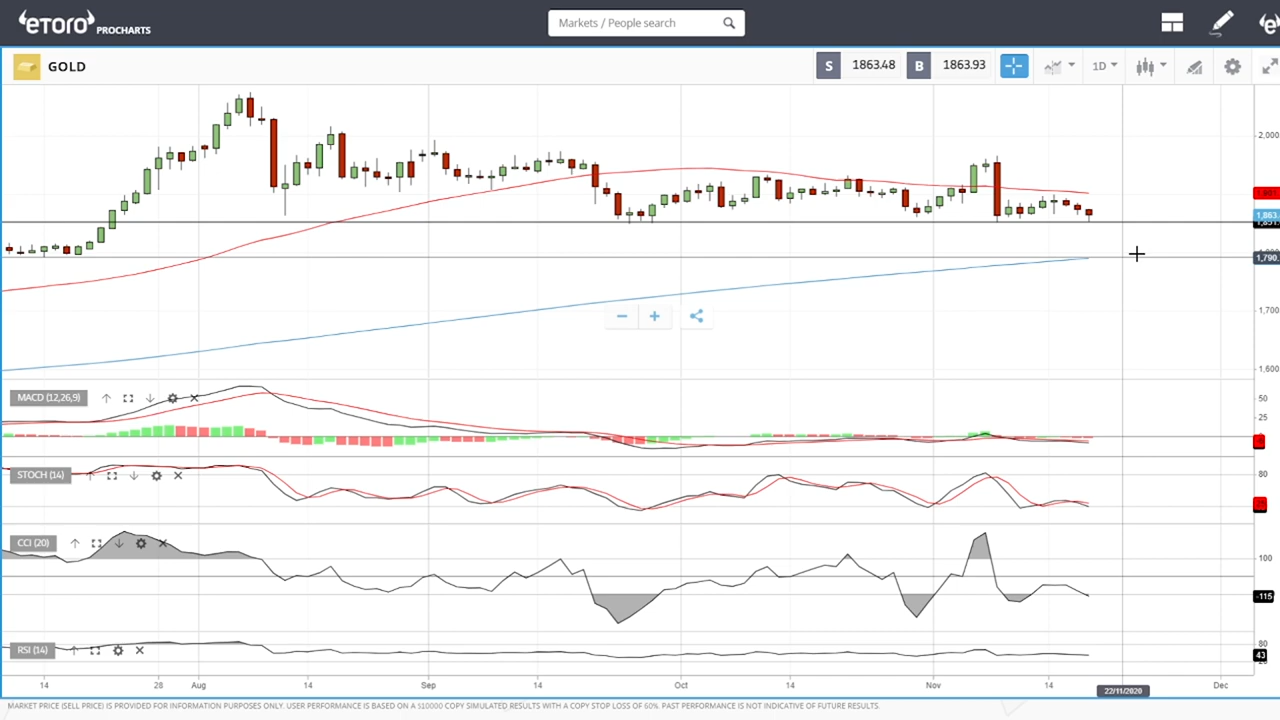 eToro PROCHARTS
Markets / People search
GOLD
S 1863.48 B 1863.93 1D
2,000
1,863.
1,790.
1,700
1,600
MACD (12,26,9)
50
25
STOCH (14)
80
CCI (20)
100
-115
RSI (14)
80
43
14 28 Aug 14 Sep 14 Oct 14 Nov 14 22/11/2020 Dec
MARKET PRICE (SELL PRICE) IS PROVIDED FOR INFORMATION PURPOSES ONLY. USER PERFORMANCE IS BASED ON A $10000 COPY SIMULATED RESULTS WITH A COPY STOP LOSS OF 60%. PAST PERFORMANCE IS NOT INDICATIVE OF FUTURE RESULTS.